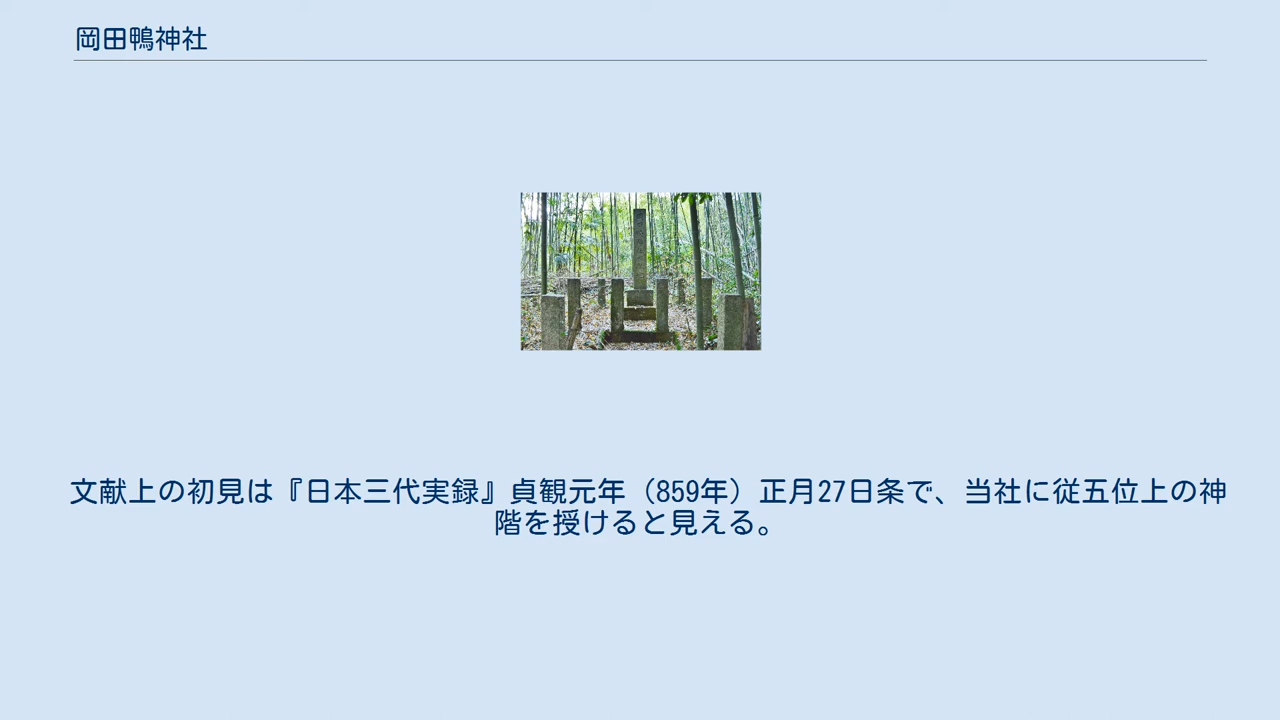 岡田鴨神社
文献上の初見は『日本三代実録』貞観元年（859年）正月27日条で、当社に従五位上の神
階を授けると見える。